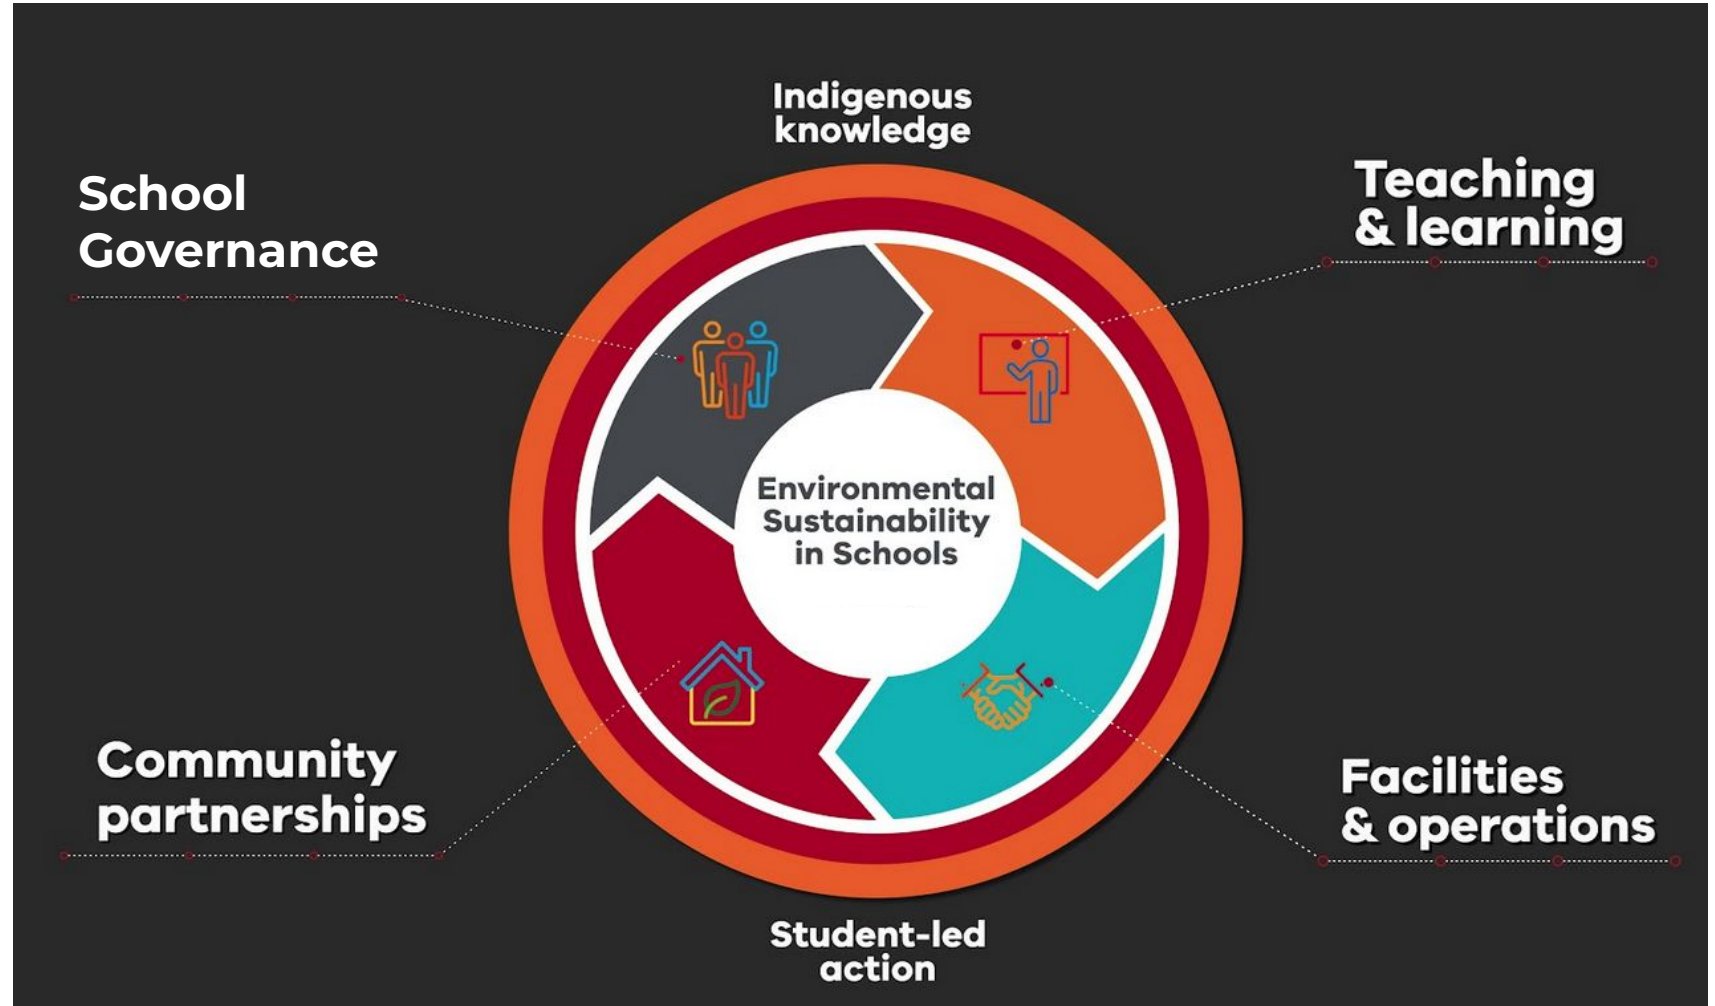 Indigenous
knowledge
School
Governance
Teaching
& learning
Environmental
Sustainability
in Schools
Community
partnerships
Facilities
& operations
Student-led
action